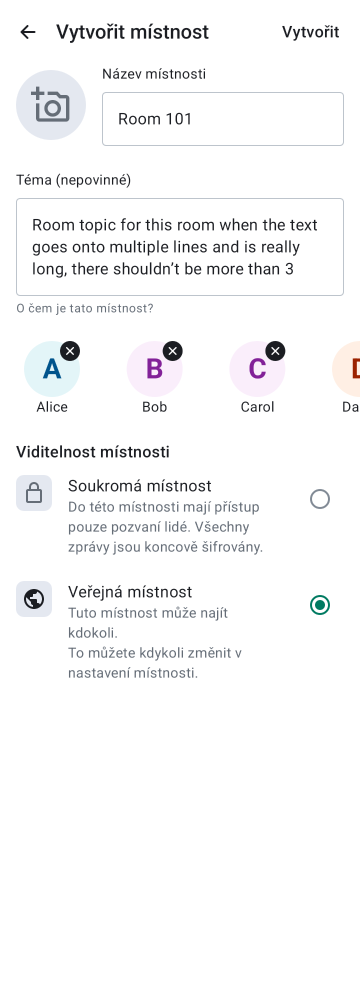 Vytvořit místnost
Vytvořit
Název místnosti
Room 101
Téma (nepovinné)
Room topic for this room when the text
goes onto multiple lines and is really
long, there shouldn’t be more than 3
O čem je tato místnost?
A
B
C
Alice
Bob
Carol
Da
Viditelnost místnosti
Soukromá místnost
Do této místnosti mají přístup
pouze pozvaní lidé. Všechny
zprávy jsou koncově šifrovány.
Veřejná místnost
Tuto místnost může najít
kdokoli.
To můžete kdykoli změnit v
nastavení místnosti.